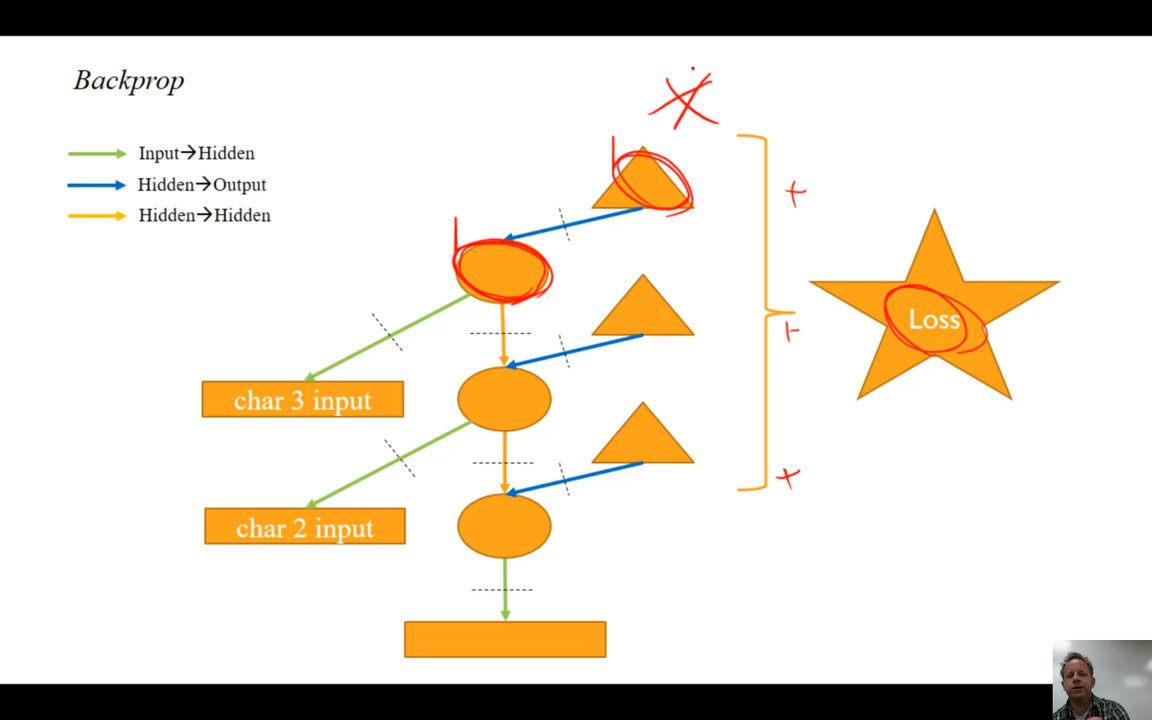 Backprop
Input→Hidden
Hidden→Output
Hidden→Hidden
Loss
char 3 input
char 2 input
+
+
+